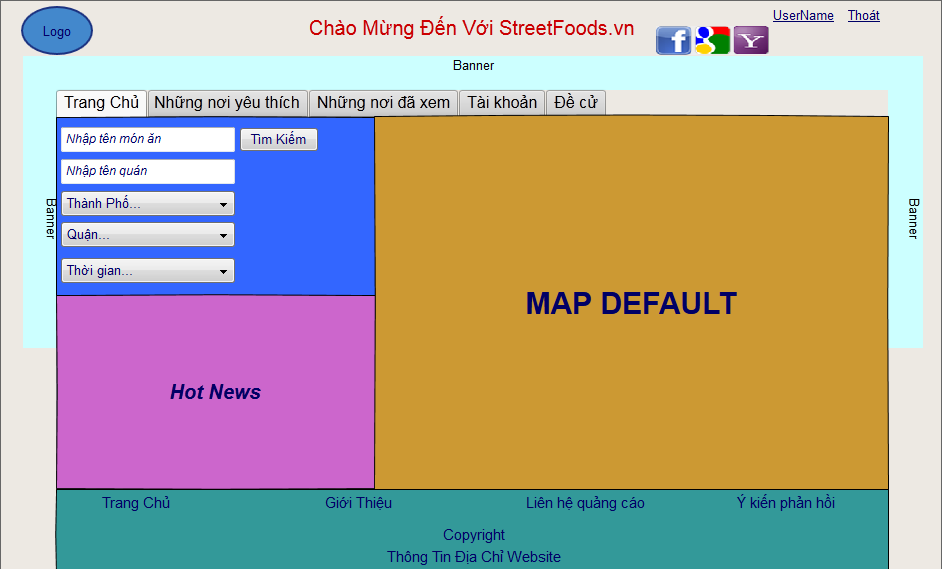 Logo
Chào Mừng Đến Với StreetFoods.vn
UserName Thoát
f
Y
Banner
Trang Chủ Những nơi yêu thích Những nơi đã xem Tài khoản Đề cử
Nhập tên món ăn Tìm Kiếm
Nhập tên quán
Thành Phố...
Quận...
Thời gian...
Banner
Banner
MAP DEFAULT
Hot News
Trang Chủ Giới Thiệu Liên hệ quảng cáo Ý kiến phản hồi
Copyright
Thông Tin Địa Chỉ Website